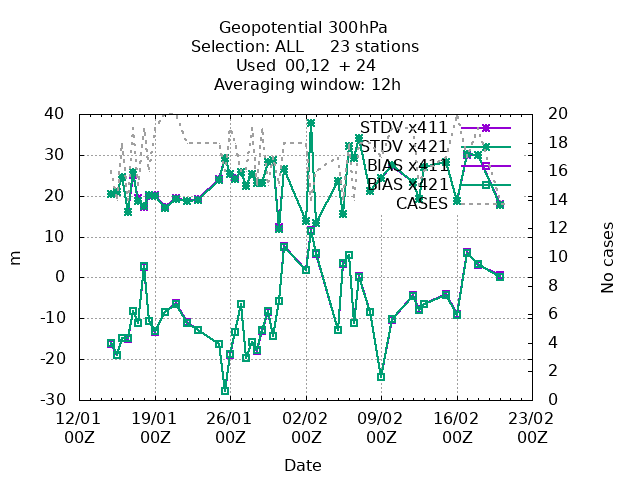 Geopotential 300hPa
Selection: ALL 23 stations
Used 00,12 + 24
Averaging window: 12h
40
30
20
10
0
-10
-20
-30
m
20
18
16
14
12
10
8
6
4
2
0
No cases
STDV x411
STDV x421
BIAS x411
BIAS x421
CASES
12/01 19/01 26/01 02/02 09/02 16/02 23/02
00Z 00Z 00Z 00Z 00Z 00Z 00Z
Date